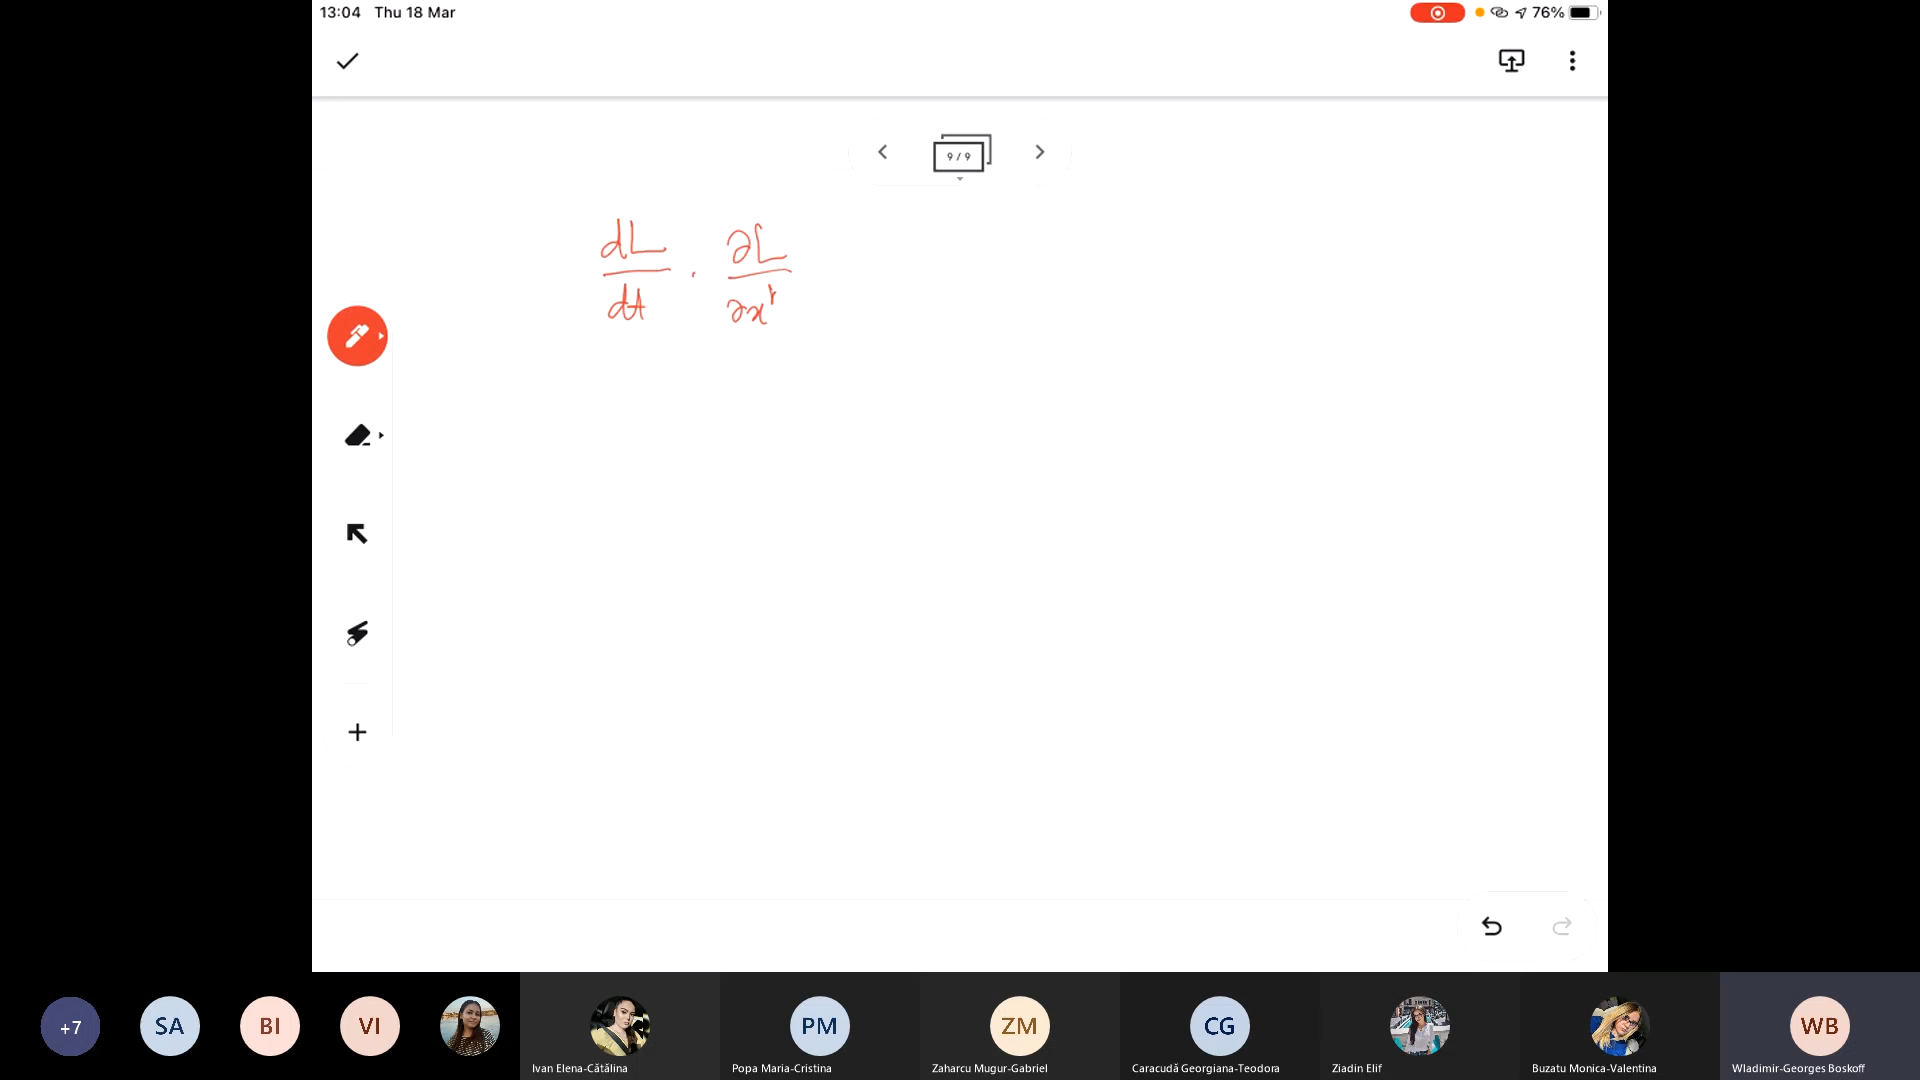 13:04 Thu 18 Mar
76%
9 / 9
dL/dt · ∂L/∂x^r
+7
SA
BI
VI
PM
ZM
CG
WB
Ivan Elena-Cătălina
Popa Maria-Cristina
Zaharcu Mugur-Gabriel
Caracudă Georgiana-Teodora
Ziadin Elif
Buzatu Monica-Valentina
Wladimir-Georges Boskoff